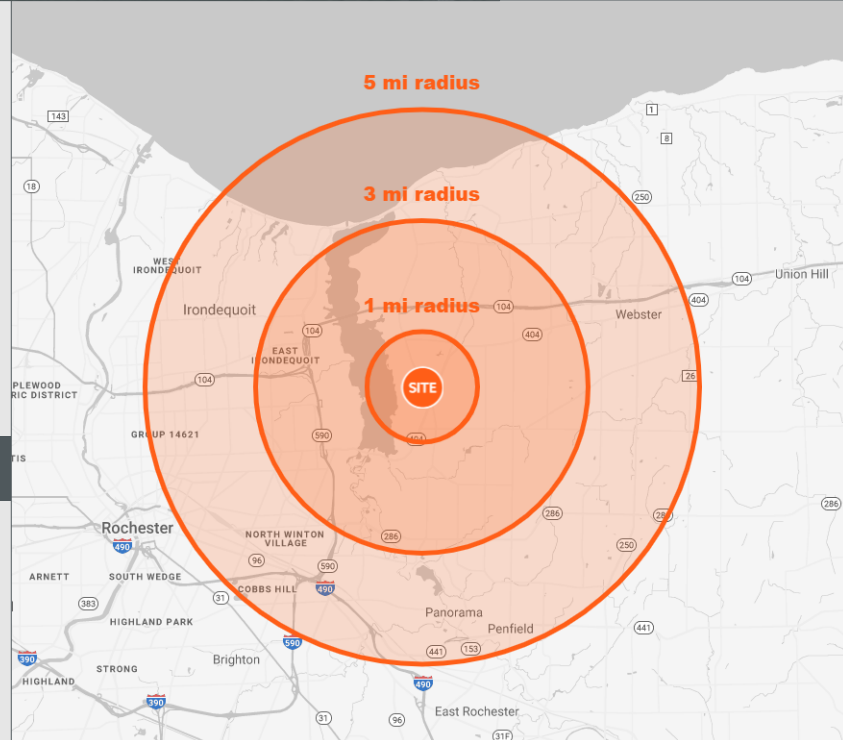 5 mi radius
143
1
8
3 mi radius
18
250
WEST
IRONDEQUOIT
104
Union Hill
404
1 mi radius
104
Irondequoit
Webster
104
404
EAST
IRONDEQUOIT
104
26
PLEWOOD
RIC DISTRICT
SITE
GROUP 14621
590
404
TIS
286
286
286
Rochester
490
NORTH WINTON
VILLAGE
286
250
96
590
ARNETT
SOUTH WEDGE
COBBS HILL
490
383
31
Panorama
HIGHLAND PARK
Penfield
441
590
441
153
390
Brighton
STRONG
HIGHLAND
490
390
East Rochester
31
96
31F